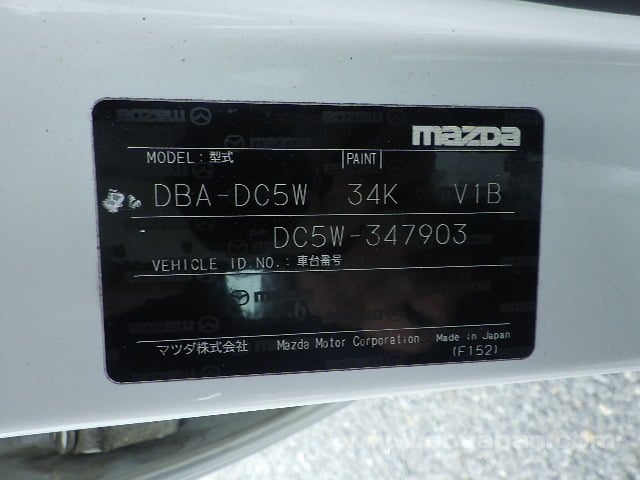 mazda
MODEL:型式 PAINT
DBA-DC5W 34K V1B
DC5W-347903
VEHICLE ID NO.:車台番号
マツダ株式会社 Mazda Motor Corporation Made in Japan
(F152)